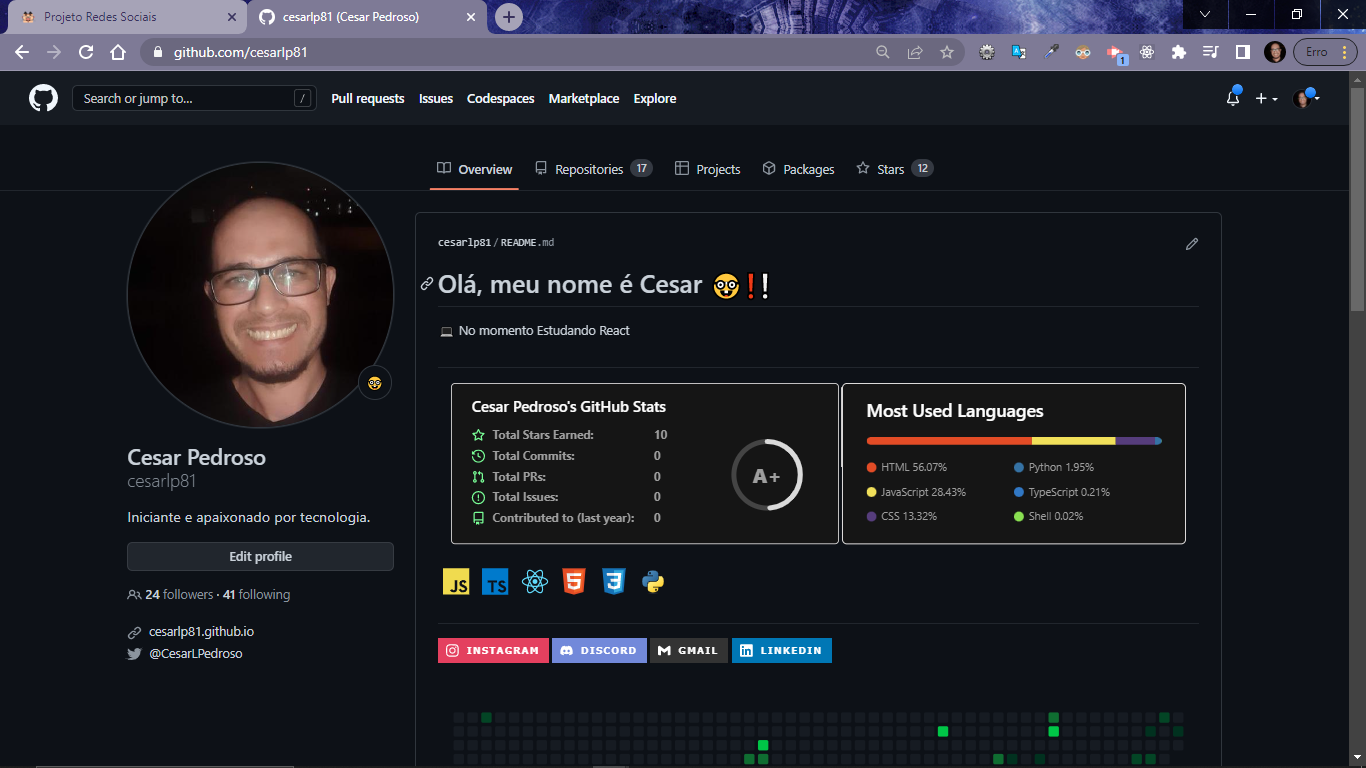 Projeto Redes Sociais
cesarlp81 (Cesar Pedroso)
github.com/cesarlp81
1
Erro
Search or jump to...
/
Pull requests
Issues
Codespaces
Marketplace
Explore
Overview
Repositories 17
Projects
Packages
Stars 12
cesarlp81/README.md
Olá, meu nome é Cesar 🤓❗❕
💻 No momento Estudando React
Cesar Pedroso's GitHub Stats
Total Stars Earned: 10
Total Commits: 0
Total PRs: 0
Total Issues: 0
Contributed to (last year): 0
A+
Most Used Languages
HTML 56.07%
Python 1.95%
JavaScript 28.43%
TypeScript 0.21%
CSS 13.32%
Shell 0.02%
JS
TS
5
3
INSTAGRAM
DISCORD
GMAIL
LINKEDIN
Cesar Pedroso
cesarlp81
Iniciante e apaixonado por tecnologia.
Edit profile
24 followers · 41 following
cesarlp81.github.io
@CesarLPedroso